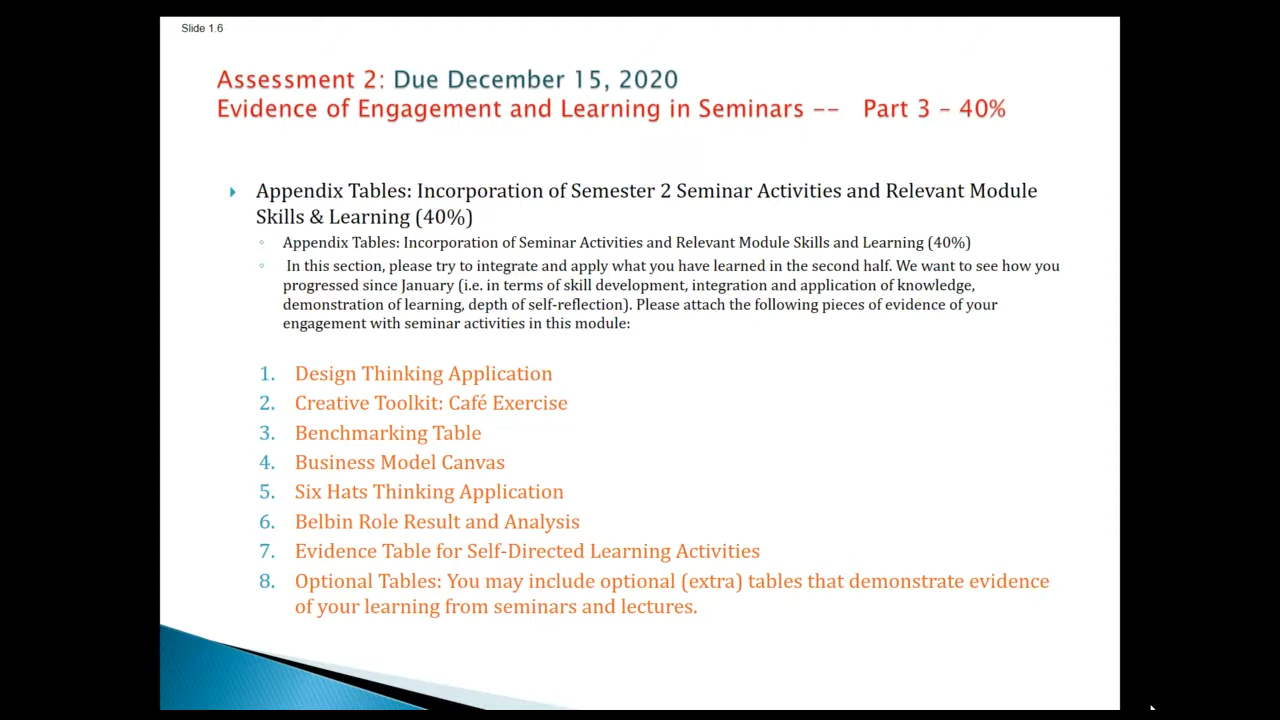 Slide 1.6
Assessment 2: Due December 15, 2020
Evidence of Engagement and Learning in Seminars -- Part 3 – 40%
Appendix Tables: Incorporation of Semester 2 Seminar Activities and Relevant Module
Skills & Learning (40%)
Appendix Tables: Incorporation of Seminar Activities and Relevant Module Skills and Learning (40%)
In this section, please try to integrate and apply what you have learned in the second half. We want to see how you
progressed since January (i.e. in terms of skill development, integration and application of knowledge,
demonstration of learning, depth of self-reflection). Please attach the following pieces of evidence of your
engagement with seminar activities in this module:
1. Design Thinking Application
2. Creative Toolkit: Café Exercise
3. Benchmarking Table
4. Business Model Canvas
5. Six Hats Thinking Application
6. Belbin Role Result and Analysis
7. Evidence Table for Self-Directed Learning Activities
8. Optional Tables: You may include optional (extra) tables that demonstrate evidence
of your learning from seminars and lectures.